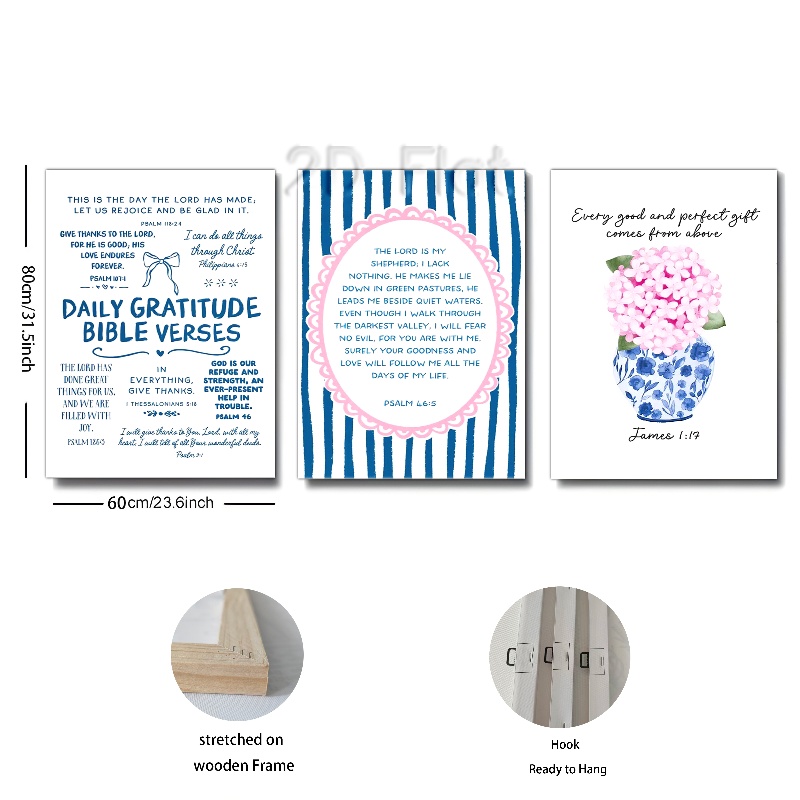 2D Flat
80cm/31.5inch
THIS IS THE DAY THE LORD HAS MADE;
LET US REJOICE AND BE GLAD IN IT.
PSALM 118:24
GIVE THANKS TO THE LORD,
FOR HE IS GOOD; HIS
LOVE ENDURES
FOREVER.
PSALM 107:1
I can do all things
through Christ
Philippians 4:13
DAILY GRATITUDE
BIBLE VERSES
THE LORD HAS
DONE GREAT
THINGS FOR US,
AND WE ARE
FILLED WITH
JOY.
PSALM 126:3
IN
EVERYTHING,
GIVE THANKS.
1 THESSALONIANS 5:18
GOD IS OUR
REFUGE AND
STRENGTH, AN
EVER-PRESENT
HELP IN
TROUBLE.
PSALM 46
I will give thanks to You, Lord, with all my
heart; I will tell of all Your wonderful deeds.
Psalm 9:1
60cm/23.6inch
THE LORD IS MY
SHEPHERD; I LACK
NOTHING. HE MAKES ME LIE
DOWN IN GREEN PASTURES, HE
LEADS ME BESIDE QUIET WATERS.
EVEN THOUGH I WALK THROUGH
THE DARKEST VALLEY, I WILL FEAR
NO EVIL, FOR YOU ARE WITH ME.
SURELY YOUR GOODNESS AND
LOVE WILL FOLLOW ME ALL THE
DAYS OF MY LIFE.
PSALM 46:5
Every good and perfect gift
comes from above
James 1:17
stretched on
wooden Frame
Hook
Ready to Hang